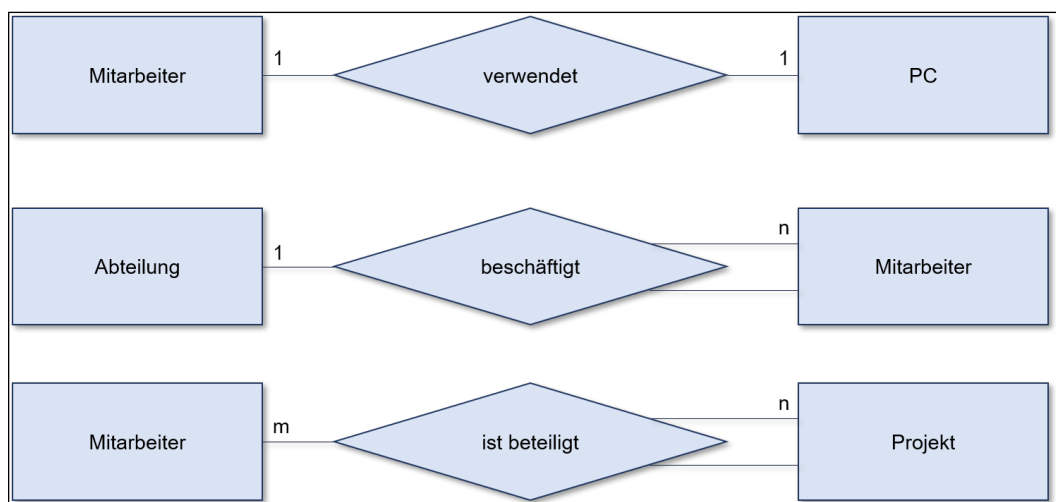 Mitarbeiter 1 verwendet 1 PC
Abteilung 1 beschäftigt n Mitarbeiter
Mitarbeiter m ist beteiligt n Projekt